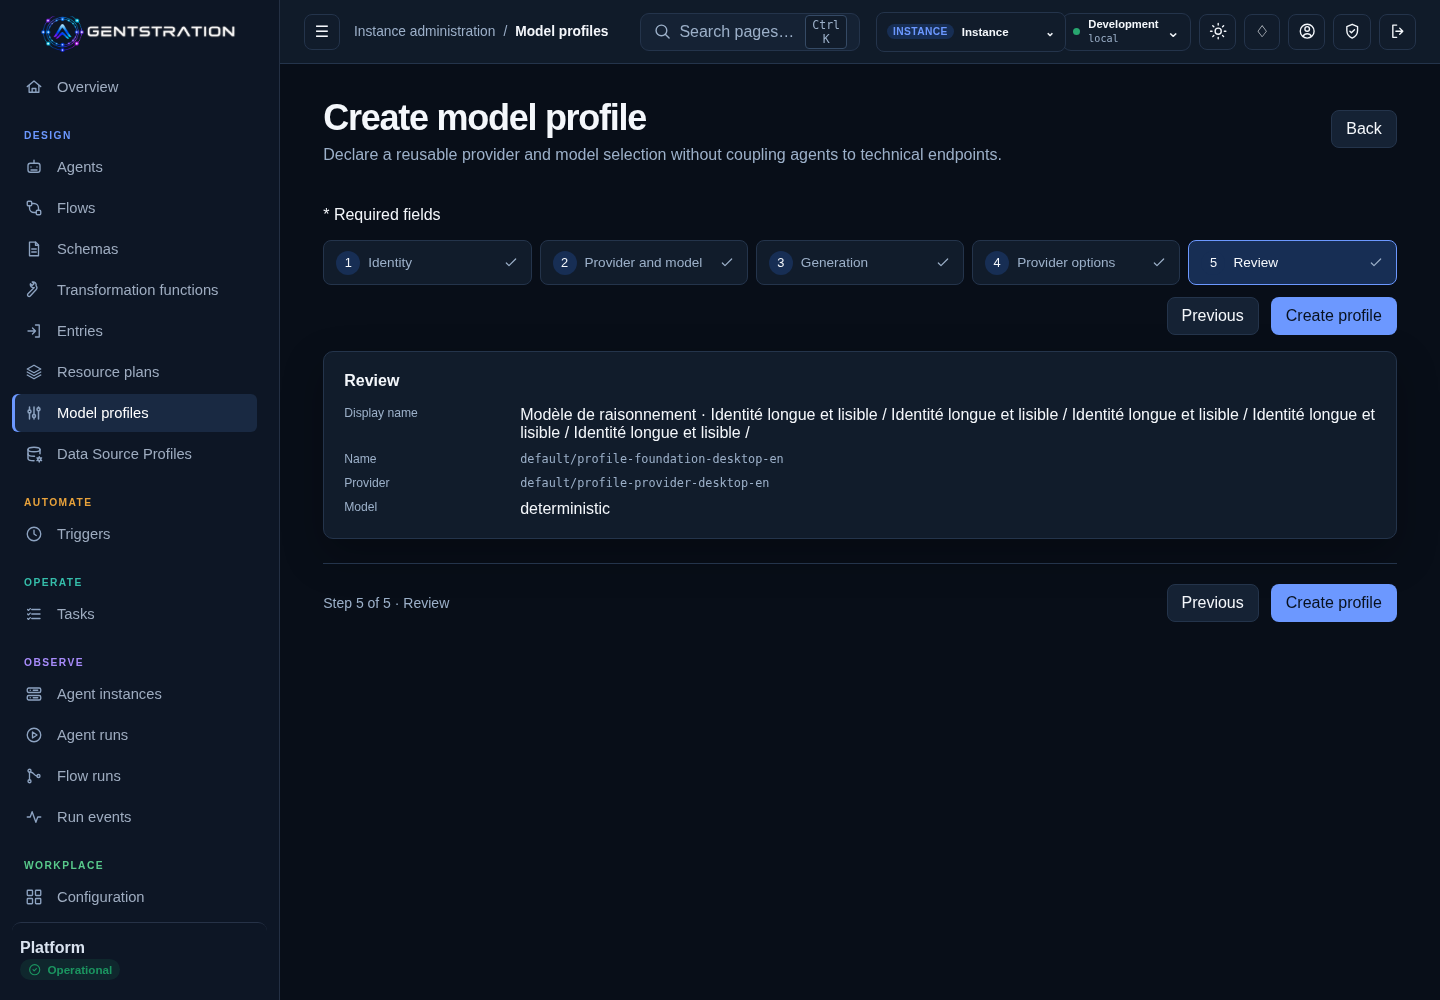 GENTSTRATION
Overview
DESIGN
Agents
Flows
Schemas
Transformation functions
Entries
Resource plans
Model profiles
Data Source Profiles
AUTOMATE
Triggers
OPERATE
Tasks
OBSERVE
Agent instances
Agent runs
Flow runs
Run events
WORKPLACE
Configuration
Platform
Operational
Instance administration / Model profiles
Search pages…
Ctrl
K
INSTANCE Instance
Development
local
Create model profile
Declare a reusable provider and model selection without coupling agents to technical endpoints.
Back
* Required fields
1 Identity
2 Provider and model
3 Generation
4 Provider options
5 Review
Previous
Create profile
Review
Display name
Modèle de raisonnement · Identité longue et lisible / Identité longue et lisible / Identité longue et lisible / Identité longue et
lisible / Identité longue et lisible /
Name
default/profile-foundation-desktop-en
Provider
default/profile-provider-desktop-en
Model
deterministic
Step 5 of 5 · Review
Previous
Create profile